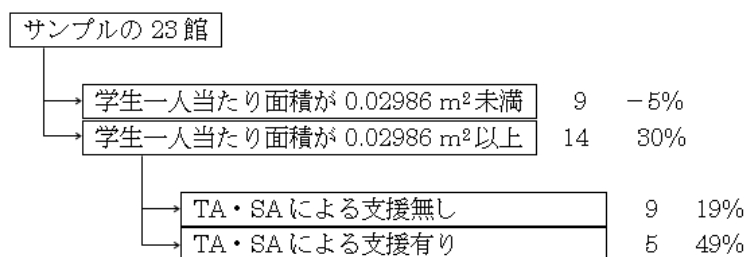 サンプルの 23 館
学生一人当たり面積が 0.02986 m²未満 9 －5%
学生一人当たり面積が 0.02986 m²以上 14 30%
TA・SA による支援無し 9 19%
TA・SA による支援有り 5 49%